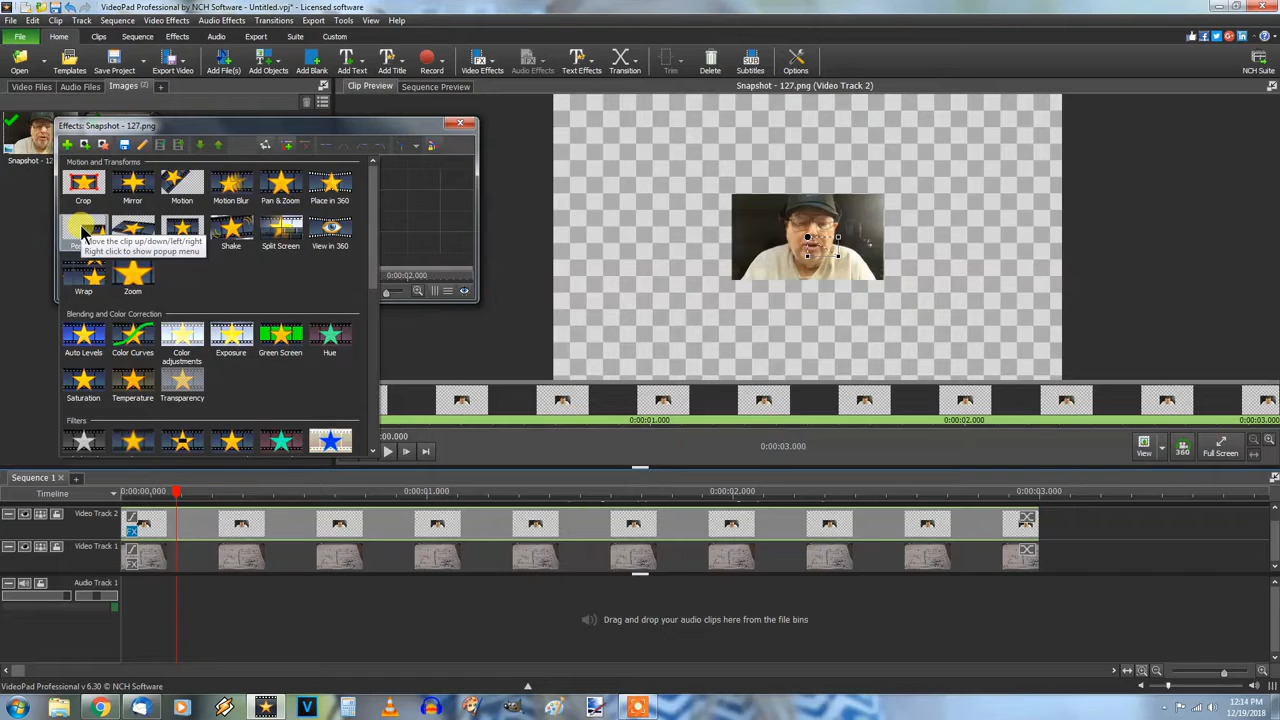 VideoPad Professional by NCH Software - Untitled.vpj* - Licensed software
File Edit Clip Track Sequence Video Effects Audio Effects Transitions Export Tools View Help
File Home Clips Sequence Effects Audio Export Suite Custom
Open Templates Save Project Export Video Add File(s) Add Objects Add Blank Add Text Add Title Record Video Effects Audio Effects Text Effects Transition Trim Delete Subtitles Options NCH Suite
Video Files Audio Files Images (2) + Clip Preview Sequence Preview Snapshot - 127.png (Video Track 2)
Effects: Snapshot - 127.png
Motion and Transforms
Crop Mirror Motion Motion Blur Pan & Zoom Place in 360
Shake Split Screen View in 360
Move the clip up/down/left/right
Right click to show popup menu
Wrap Zoom
0:00:02.000
Blending and Color Correction
Auto Levels Color Curves Color adjustments Exposure Green Screen Hue
Saturation Temperature Transparency
Filters
0:00:01.000 0:00:02.000 0:00:03.000
0:00:03.000
View 360 Full Screen
Sequence 1 x +
Timeline 0:00:00.000 0:00:01.000 0:00:02.000 0:00:03.000
Video Track 2
FX
Video Track 1
FX
Audio Track 1
Drag and drop your audio clips here from the file bins
VideoPad Professional v 6.30 © NCH Software
12:14 PM
12/19/2018